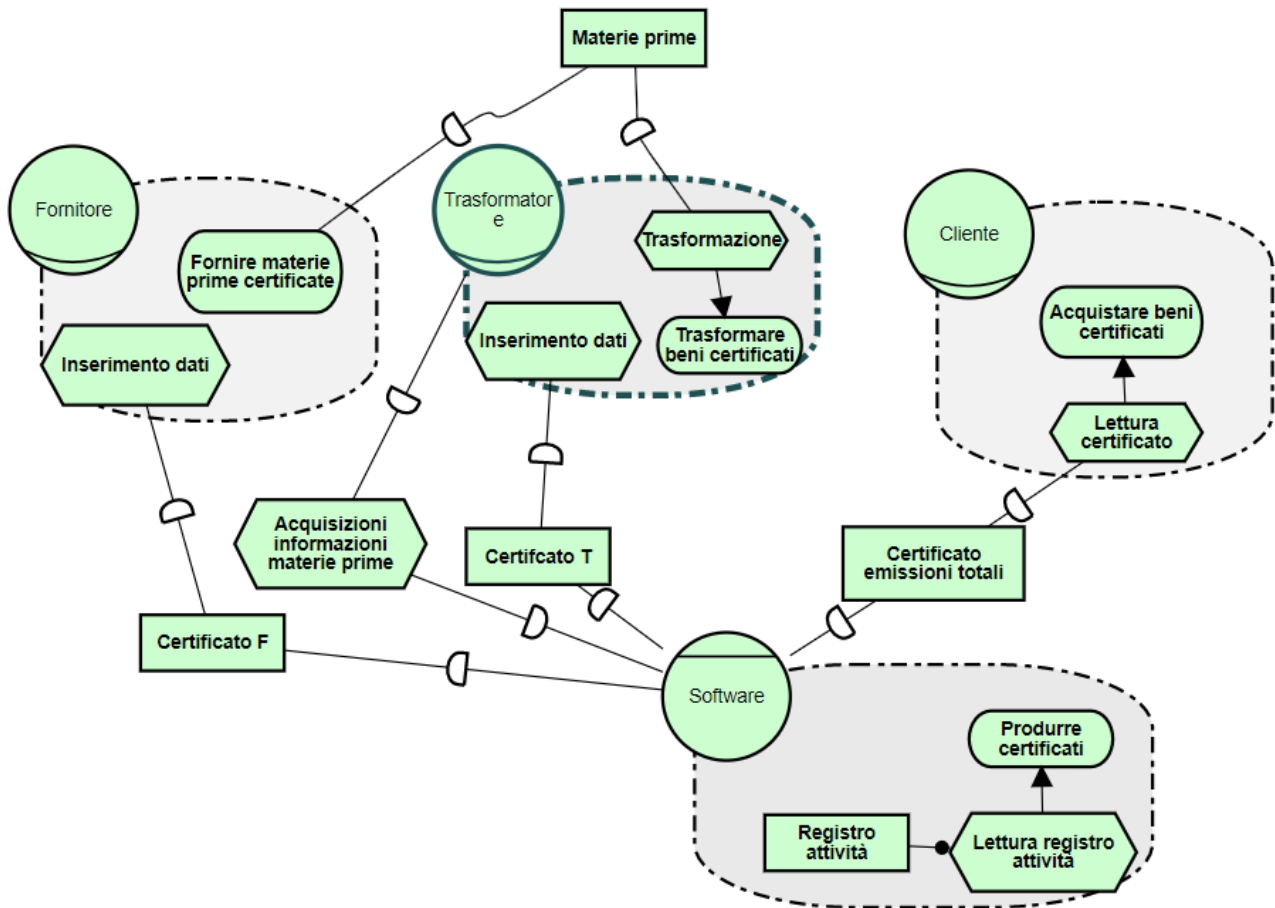 Materie prime
Fornitore
Trasformator
e
Cliente
Fornire materie
prime certificate
Trasformazione
Acquistare beni
certificati
Inserimento dati
Inserimento dati
Trasformare
beni certificati
Lettura
certificato
Acquisizioni
informazioni
materie prime
Certifcato T
Certificato
emissioni totali
Certificato F
Software
Produrre
certificati
Registro
attività
Lettura registro
attività